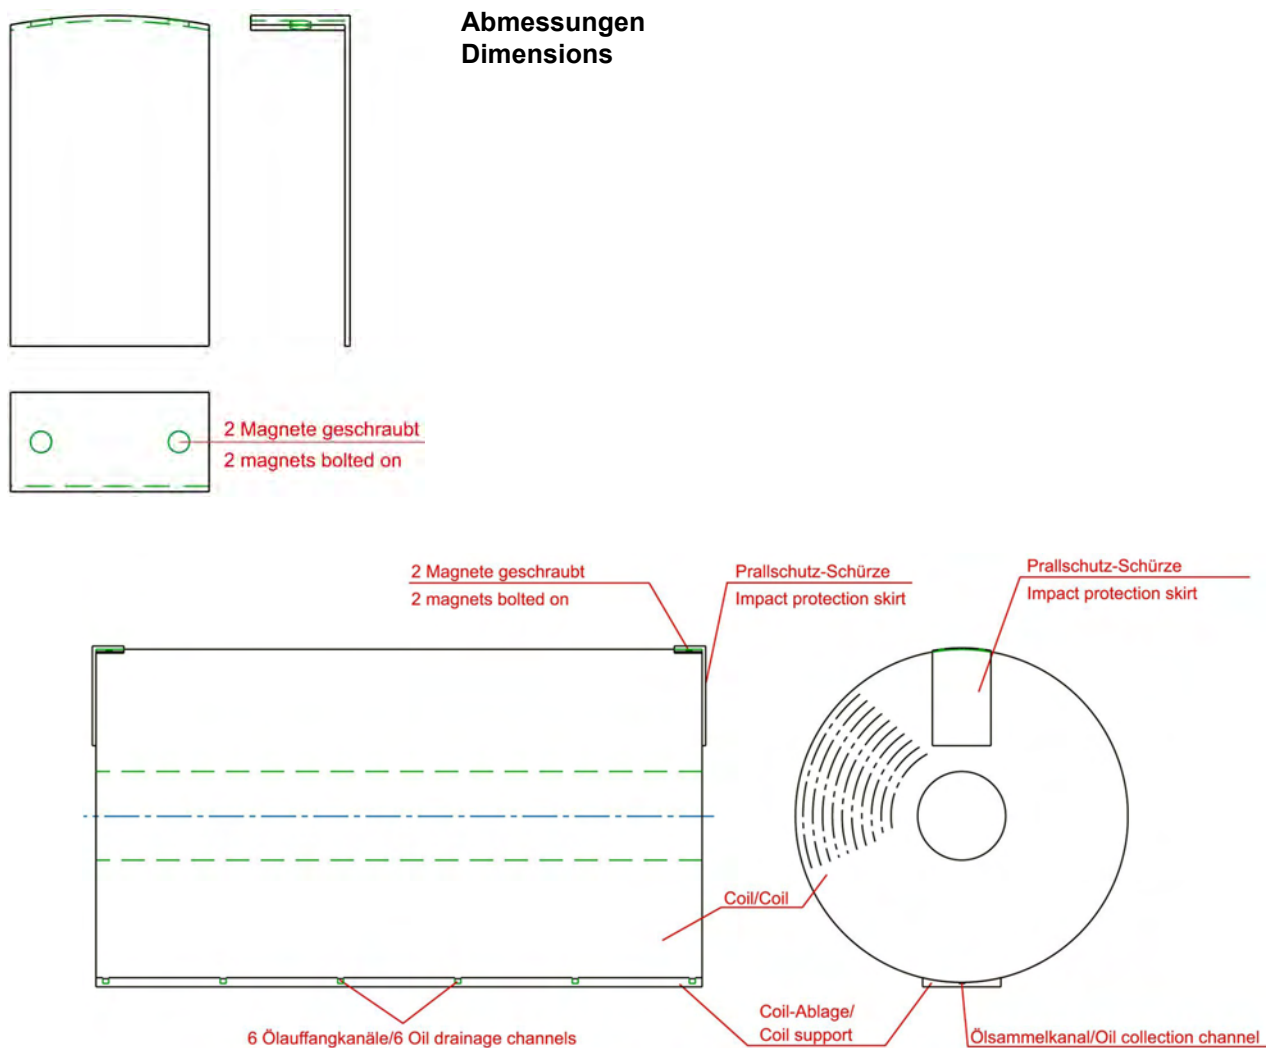 Abmessungen
Dimensions
2 Magnete geschraubt
2 magnets bolted on
2 Magnete geschraubt
2 magnets bolted on
Prallschutz-Schürze
Impact protection skirt
Prallschutz-Schürze
Impact protection skirt
Coil/Coil
6 Ölauffangkanäle/6 Oil drainage channels
Coil-Ablage/
Coil support
Ölsammelkanal/Oil collection channel